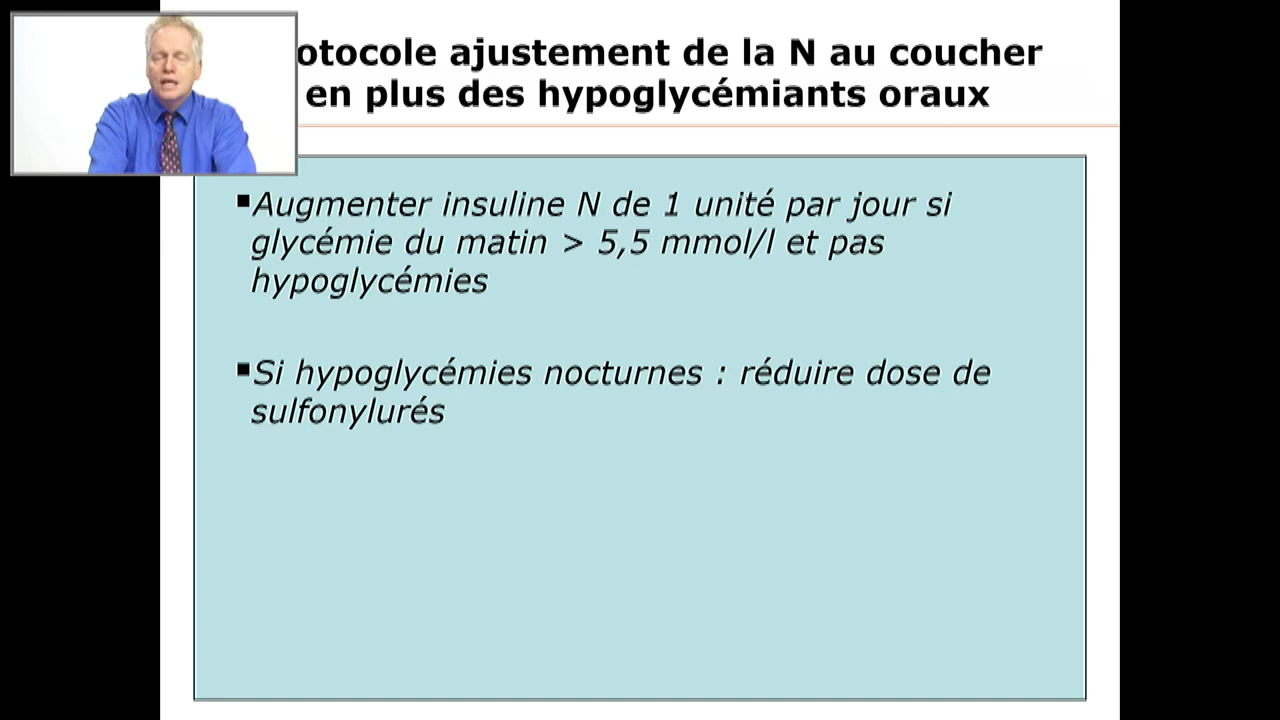 ajustement de la N au coucher
en plus des hypoglycémiants oraux
▪Augmenter insuline N de 1 unité par jour si
glycémie du matin > 5,5 mmol/l et pas
hypoglycémies
▪Si hypoglycémies nocturnes : réduire dose de
sulfonylurés